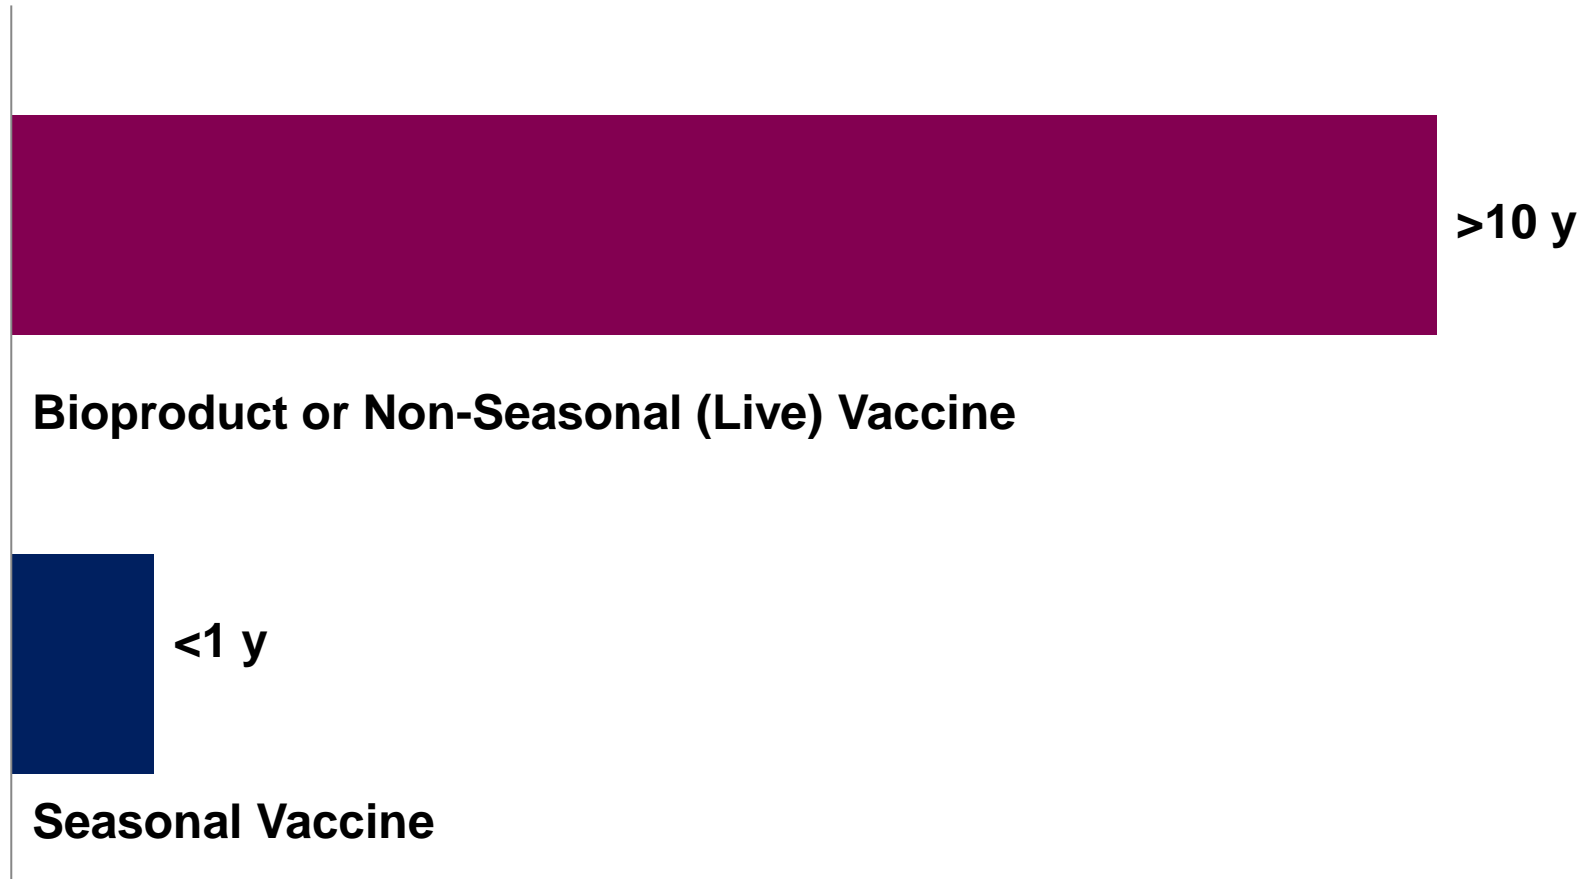 >10 y
Bioproduct or Non-Seasonal (Live) Vaccine
<1 y
Seasonal Vaccine